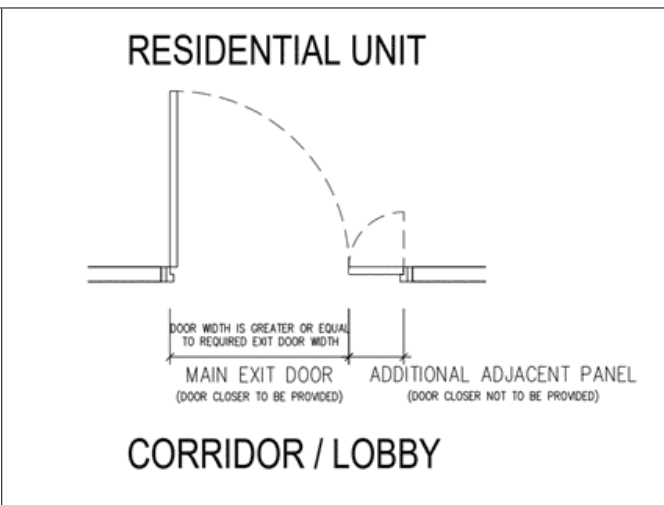 RESIDENTIAL UNIT
DOOR WIDTH IS GREATER OR EQUAL
TO REQUIRED EXIT DOOR WIDTH
MAIN EXIT DOOR
(DOOR CLOSER TO BE PROVIDED)
ADDITIONAL ADJACENT PANEL
(DOOR CLOSER NOT TO BE PROVIDED)
CORRIDOR / LOBBY